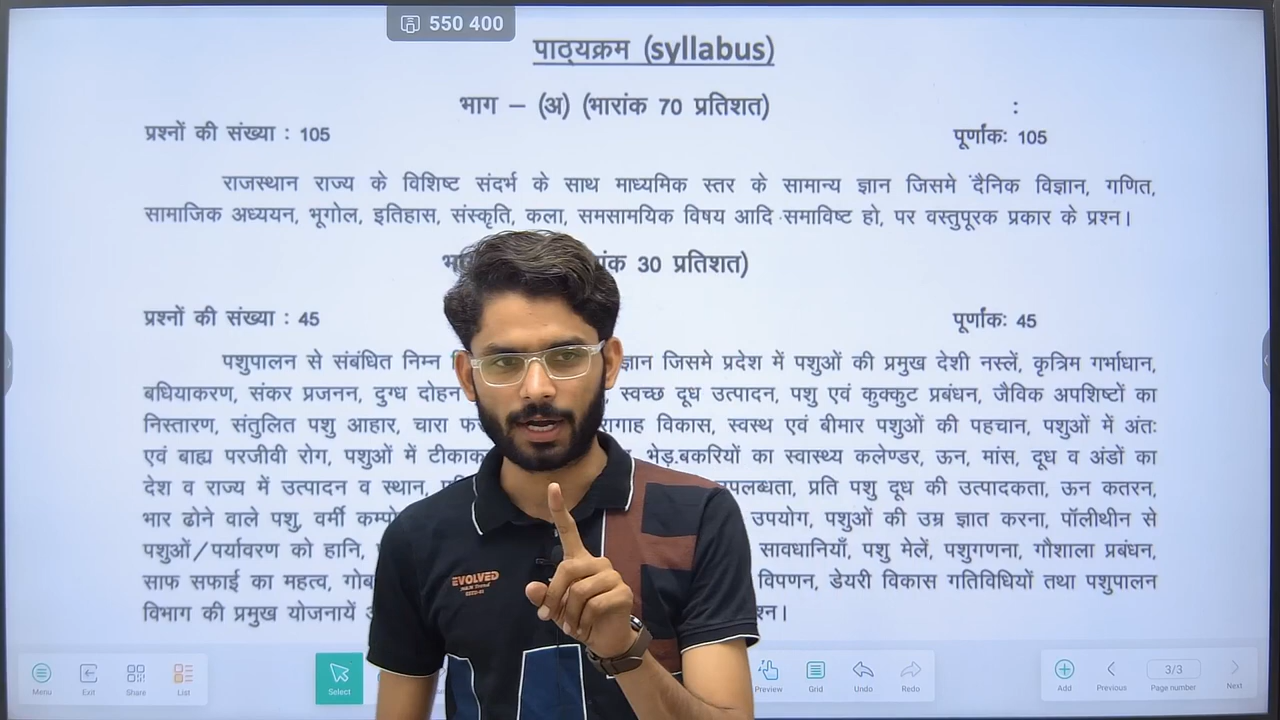 550 400
पाठ्यक्रम (syllabus)
भाग – (अ) (भारांक 70 प्रतिशत) :
प्रश्नों की संख्या : 105 पूर्णांकः 105
राजस्थान राज्य के विशिष्ट संदर्भ के साथ माध्यमिक स्तर के सामान्य ज्ञान जिसमे दैनिक विज्ञान, गणित,
सामाजिक अध्ययन, भूगोल, इतिहास, संस्कृति, कला, समसामयिक विषय आदि समाविष्ट हो, पर वस्तुपूरक प्रकार के प्रश्न।
30 प्रतिशत)
प्रश्नों की संख्या : 45 पूर्णांकः 45
पशुपालन से संबंधित निम्न जिसमे प्रदेश में पशुओं की प्रमुख देशी नस्लें, कृत्रिम गर्भाधान,
बधियाकरण, संकर प्रजनन, दुग्ध दोहन स्वच्छ दूध उत्पादन, पशु एवं कुक्कुट प्रबंधन, जैविक अपशिष्टों का
निस्तारण, संतुलित पशु आहार, चारा विकास, स्वस्थ एवं बीमार पशुओं की पहचान, पशुओं में अंतः
एवं बाह्य परजीवी रोग, पशुओं में भेड़.बकरियों का स्वास्थ्य कलेण्डर, ऊन, मांस, दूध व अंडों का
देश व राज्य में उत्पादन व स्थान, प्रति पशु दूध की उत्पादकता, ऊन कतरन,
भार ढोने वाले पशु, वर्मी उपयोग, पशुओं की उम्र ज्ञात करना, पॉलीथीन से
पशुओं/पर्यावरण को हानि, सावधानियाँ, पशु मेलें, पशुगणना, गौशाला प्रबंधन,
साफ सफाई का महत्व, विपणन, डेयरी विकास गतिविधियों तथा पशुपालन
विभाग की प्रमुख योजनायें
EVOLVED
Menu Exit Share List Select Preview Grid Undo Redo Add Previous 3/3 Page number Next